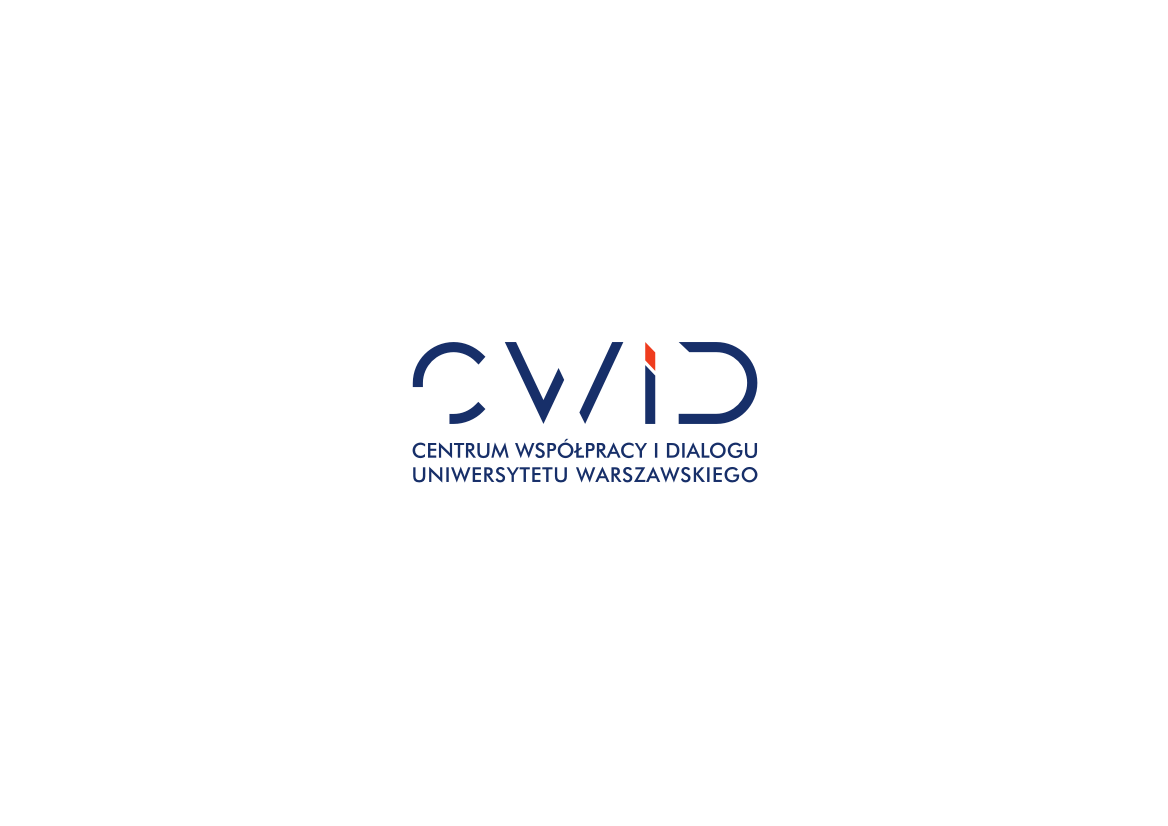 CWiD
CENTRUM WSPÓŁPRACY I DIALOGU
UNIWERSYTETU WARSZAWSKIEGO